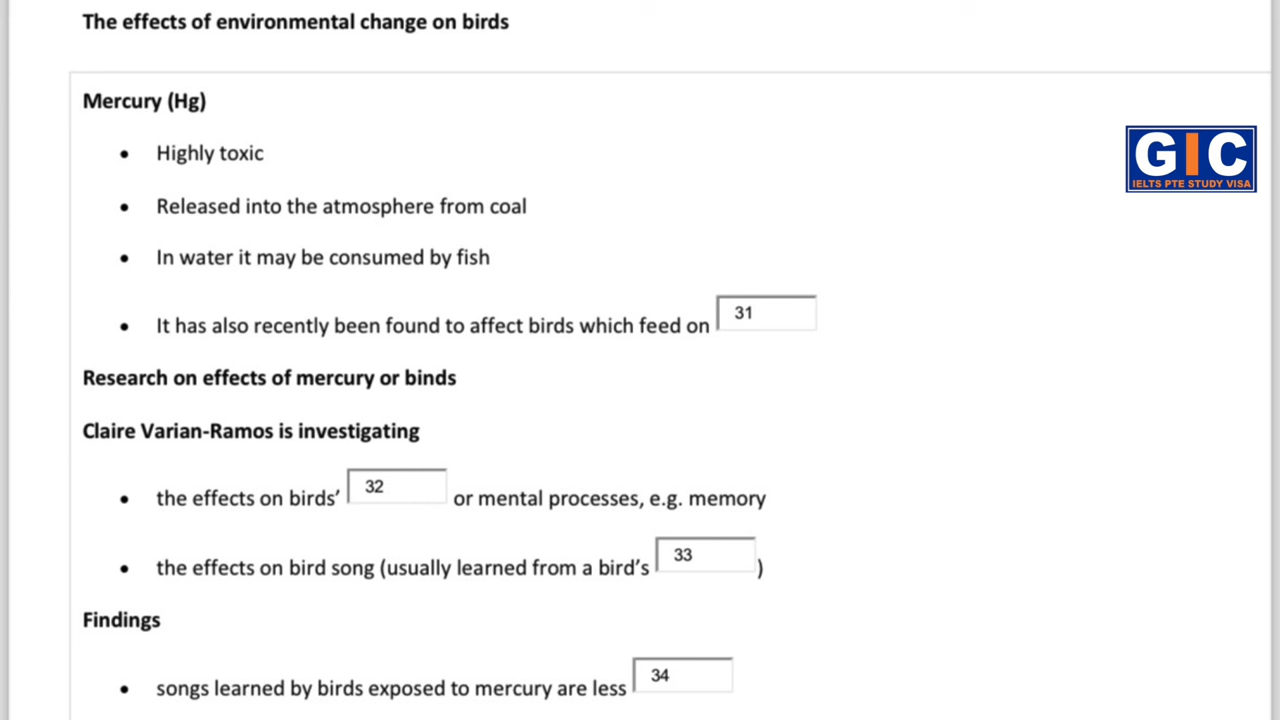 The effects of environmental change on birds
Mercury (Hg)
GIC
IELTS PTE STUDY VISA
• Highly toxic
• Released into the atmosphere from coal
• In water it may be consumed by fish
• It has also recently been found to affect birds which feed on 31
Research on effects of mercury or binds
Claire Varian-Ramos is investigating
• the effects on birds’ 32 or mental processes, e.g. memory
• the effects on bird song (usually learned from a bird’s 33 )
Findings
• songs learned by birds exposed to mercury are less 34